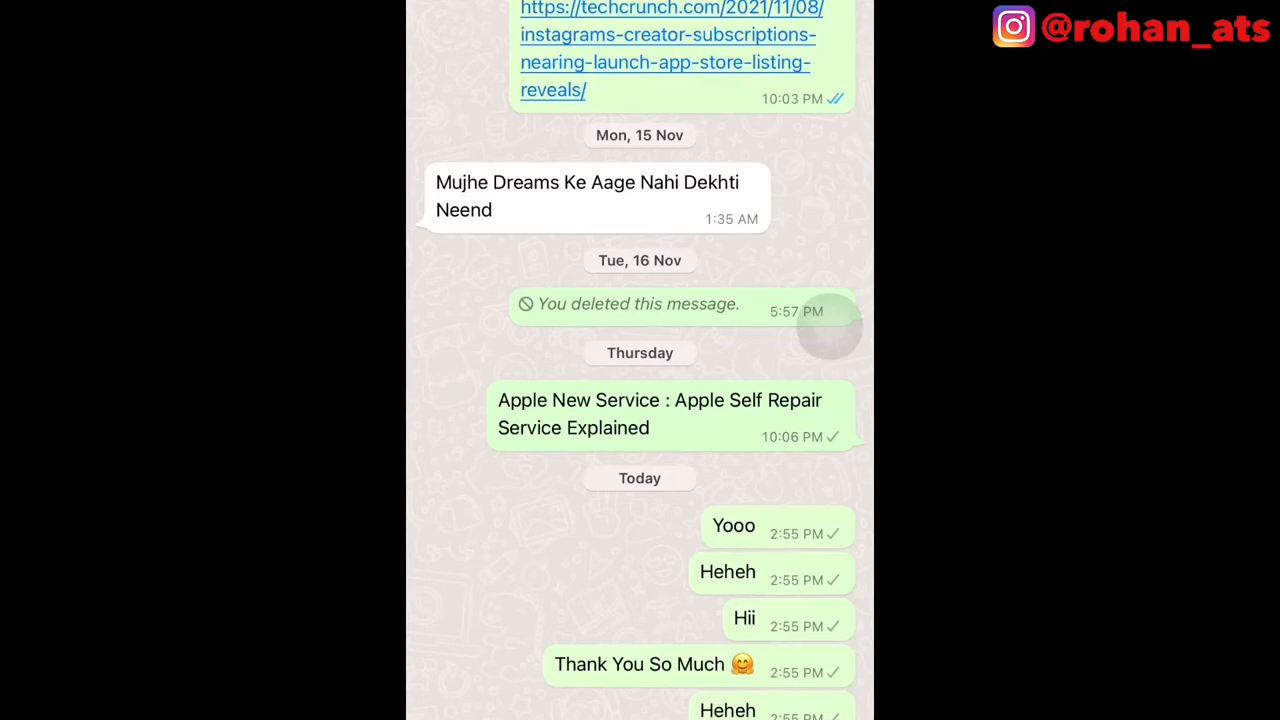 https://techcrunch.com/2021/11/08/
instagrams-creator-subscriptions-
nearing-launch-app-store-listing-
reveals/
10:03 PM
@rohan_ats
Mon, 15 Nov
Mujhe Dreams Ke Aage Nahi Dekhti
Neend
1:35 AM
Tue, 16 Nov
You deleted this message.
5:57 PM
Thursday
Apple New Service : Apple Self Repair
Service Explained
10:06 PM
Today
Yooo 2:55 PM
Heheh 2:55 PM
Hii 2:55 PM
Thank You So Much 🤗 2:55 PM
Heheh 2:55 PM